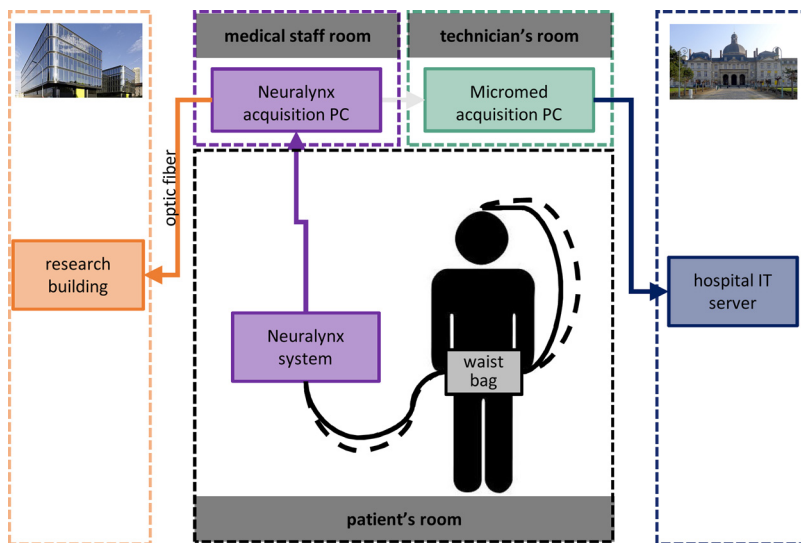 medical staff room
technician's room
Neuralynx
acquisition PC
Micromed
acquisition PC
optic fiber
research
building
Neuralynx
system
waist
bag
hospital IT
server
patient's room